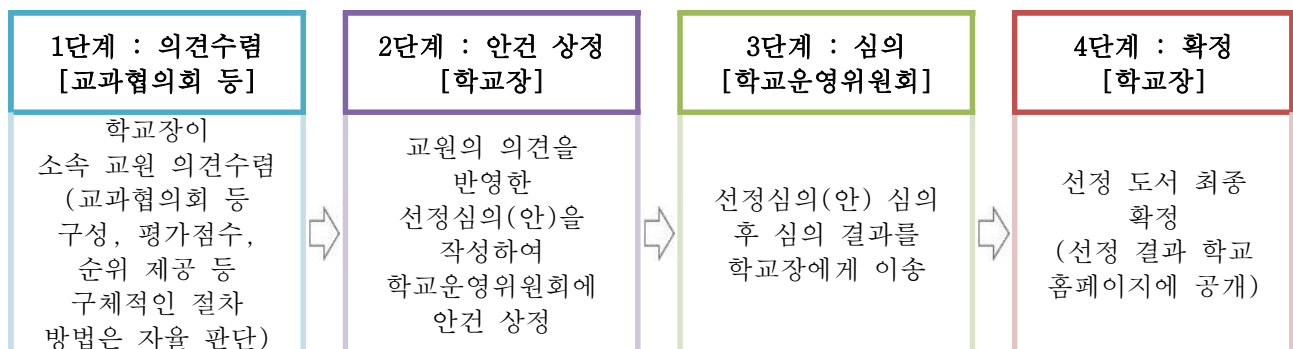 1단계 : 의견수렴
[교과협의회 등]
학교장이
소속 교원 의견수렴
(교과협의회 등
구성, 평가점수,
순위 제공 등
구체적인 절차
방법은 자율 판단)
2단계 : 안건 상정
[학교장]
교원의 의견을
반영한
선정심의(안)을
작성하여
학교운영위원회에
안건 상정
3단계 : 심의
[학교운영위원회]
선정심의(안) 심의
후 심의 결과를
학교장에게 이송
4단계 : 확정
[학교장]
선정 도서 최종
확정
(선정 결과 학교
홈페이지에 공개)